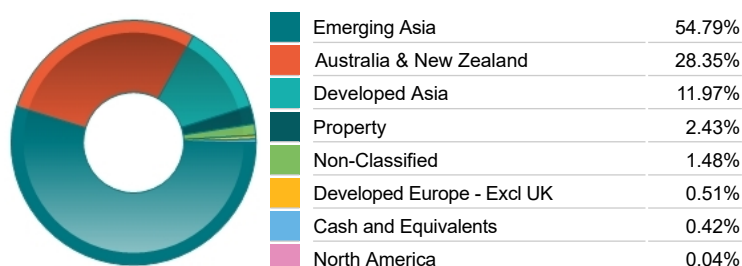 Emerging Asia 54.79%
Australia & New Zealand 28.35%
Developed Asia 11.97%
Property 2.43%
Non-Classified 1.48%
Developed Europe - Excl UK 0.51%
Cash and Equivalents 0.42%
North America 0.04%